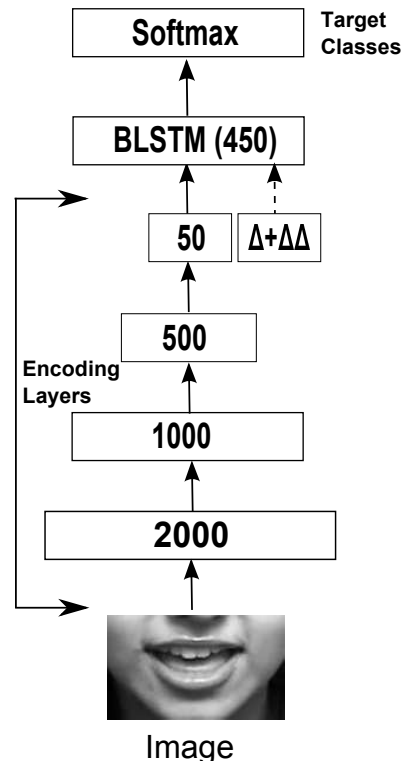 Softmax
Target
Classes
BLSTM (450)
50
Δ+ΔΔ
500
Encoding
Layers
1000
2000
Image